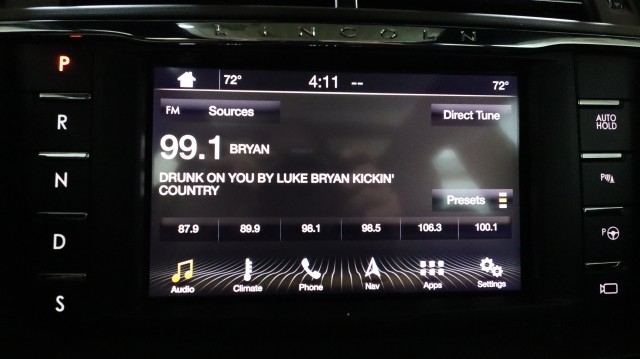 LINCOLN
P
R
N
D
S
72° 4:11 -- 72°
FM Sources Direct Tune
99.1 BRYAN
DRUNK ON YOU BY LUKE BRYAN KICKIN'
COUNTRY
Presets
87.9 89.9 98.1 98.5 106.3 100.1
Audio Climate Phone Nav Apps Settings
AUTO
HOLD
P
P